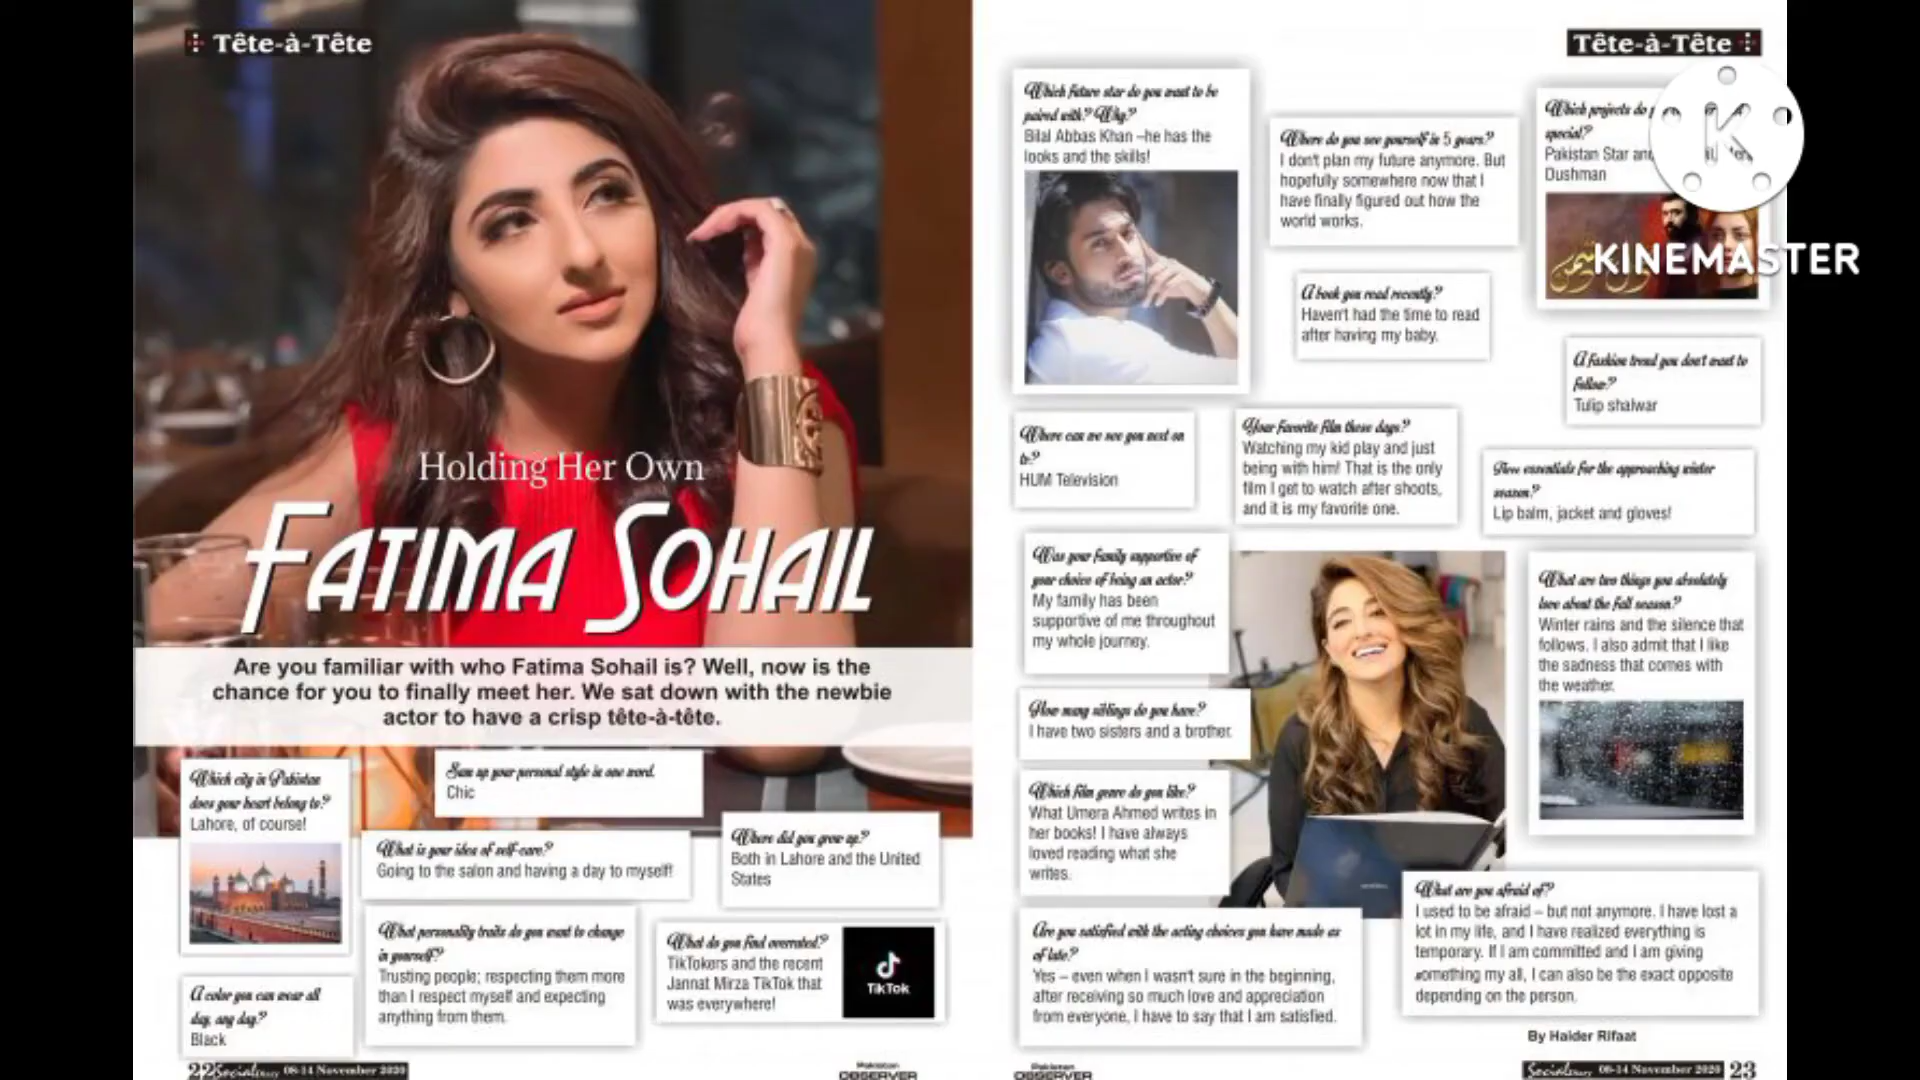 Tête-à-Tête
Holding Her Own
FATIMA SOHAIL
Are you familiar with who Fatima Sohail is? Well, now is the
chance for you to finally meet her. We sat down with the newbie
actor to have a crisp tête-à-tête.
Which city in Pakistan
does your heart belong to?
Lahore, of course!
A color you can wear all
day, any day?
Black
Sum up your personal style in one word.
Chic
What is your idea of self-care?
Going to the salon and having a day to myself!
What personality traits do you want to change
in yourself?
Trusting people; respecting them more
than I respect myself and expecting
anything from them.
Where did you grow up?
Both in Lahore and the United
States
What do you find overrated?
TikTokers and the recent
Jannat Mirza TikTok that
was everywhere!
TikTok
22 08-14 November 2020
Pakistan
OBSERVER
Tête-à-Tête
Which future star do you want to be
paired with? Why?
Bilal Abbas Khan –he has the
looks and the skills!
Where do you see yourself in 5 years?
I don't plan my future anymore. But
hopefully somewhere now that I
have finally figured out how the
world works.
Which projects do
special?
Pakistan Star and
Dushman
K
KINEMASTER
A book you read recently?
Haven't had the time to read
after having my baby.
A fashion trend you don't want to
follow?
Tulip shalwar
Where can we see you next on
tv?
HUM Television
Your favorite film these days?
Watching my kid play and just
being with him! That is the only
film I get to watch after shoots,
and it is my favorite one.
essentials for the approaching winter
season?
Lip balm, jacket and gloves!
Was your family supportive of
your choice of being an actor?
My family has been
supportive of me throughout
my whole journey.
How many siblings do you have?
I have two sisters and a brother.
Which film genre do you like?
What Umera Ahmed writes in
her books! I have always
loved reading what she
writes.
What are two things you absolutely
love about the fall season?
Winter rains and the silence that
follows. I also admit that I like
the sadness that comes with
the weather.
Are you satisfied with the acting choices you have made as
of late?
Yes – even when I wasn't sure in the beginning,
after receiving so much love and appreciation
from everyone, I have to say that I am satisfied.
What are you afraid of?
I used to be afraid – but not anymore. I have lost a
lot in my life, and I have realized everything is
temporary. If I am committed and I am giving
something my all, I can also be the exact opposite
depending on the person.
By Haider Rifaat
Pakistan
OBSERVER
08-14 November 2020 23